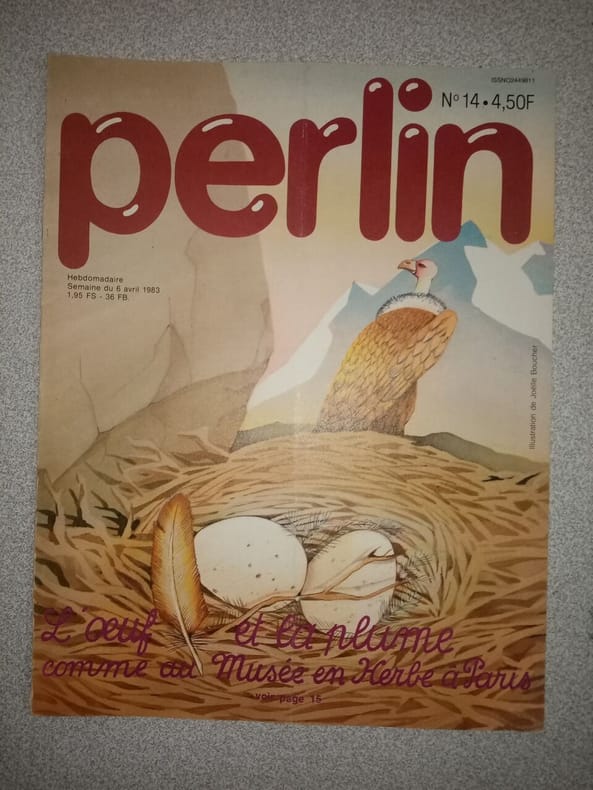 ISSN02449811
N° 14 • 4,50F
perlin
Hebdomadaire
Semaine du 6 avril 1983
1,95 FS - 36 FB.
Illustration de Joëlle Boucher
L'œuf et la plume
comme au Musée en Herbe à Paris
voir page 15